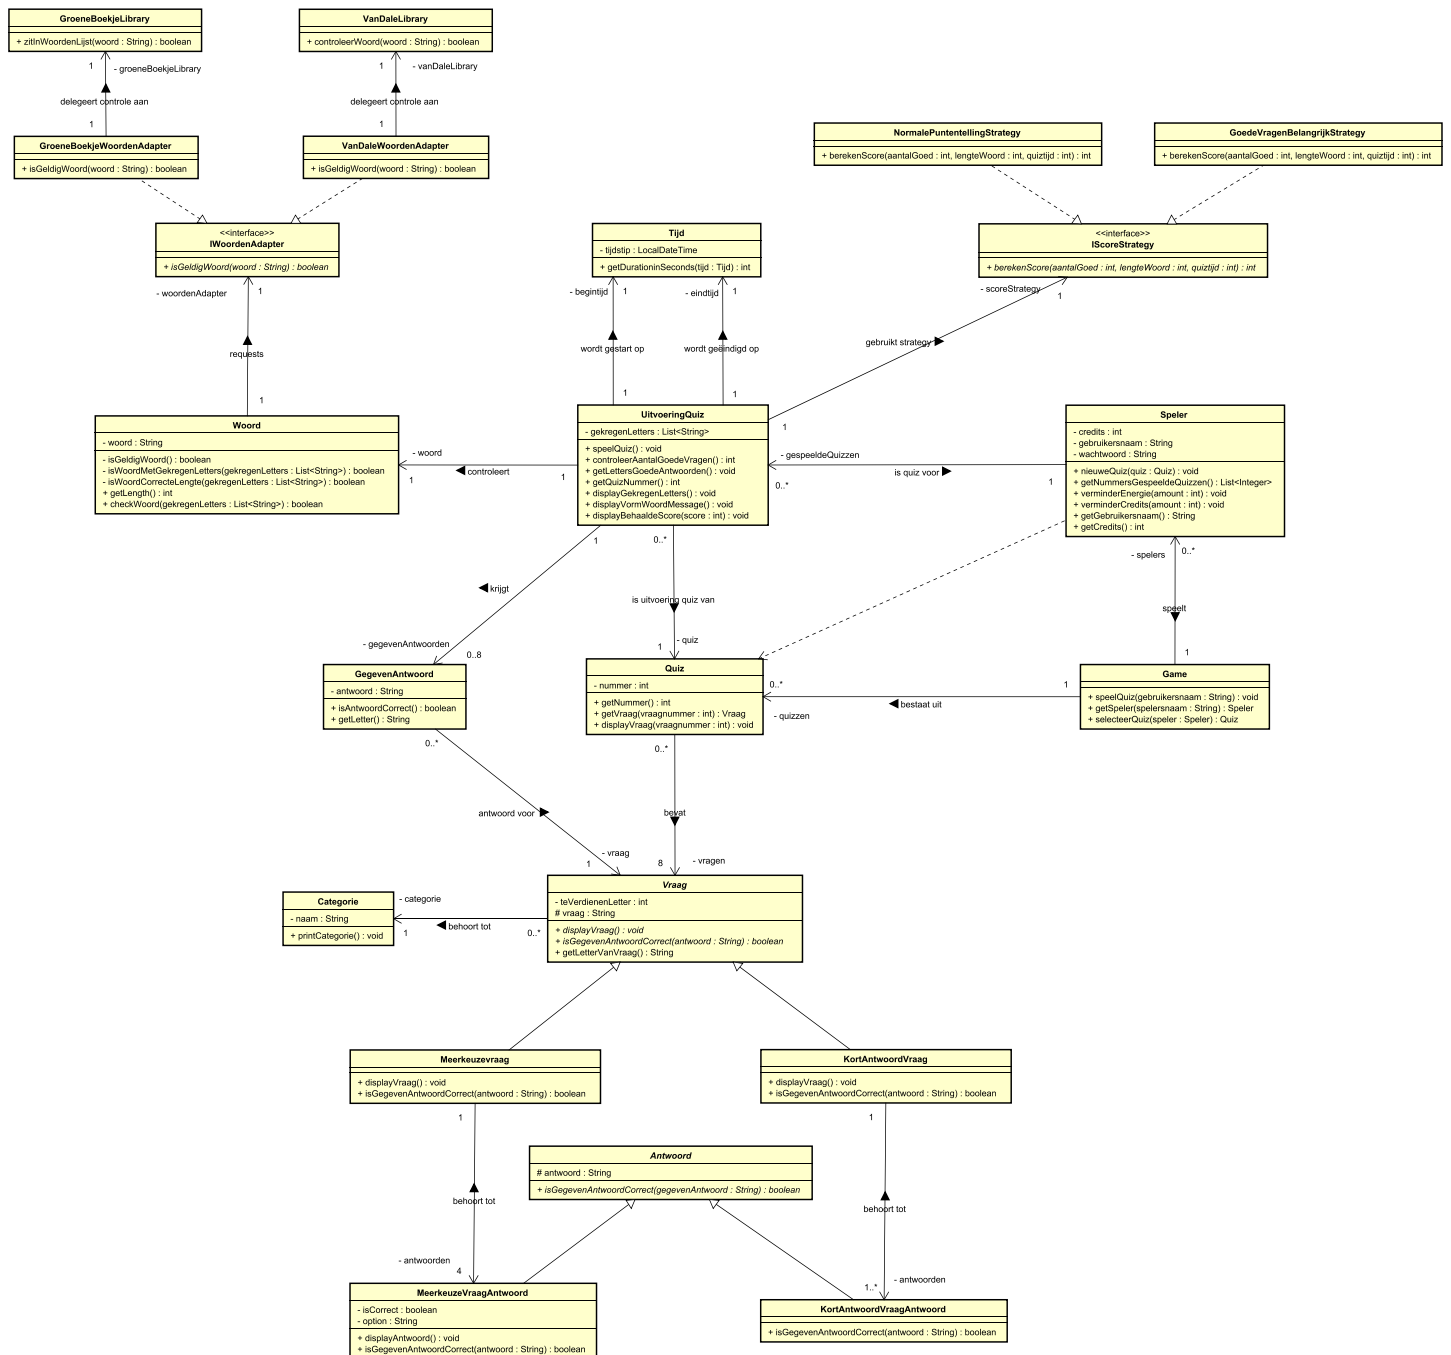 GroeneBoekjeLibrary
+ zitInWoordenLijst(woord : String) : boolean
VanDaleLibrary
+ controleerWoord(woord : String) : boolean
1
- groeneBoekjeLibrary
1
- vanDaleLibrary
delegeert controle aan
delegeert controle aan
1
1
GroeneBoekjeWoordenAdapter
+ isGeldigWoord(woord : String) : boolean
VanDaleWoordenAdapter
+ isGeldigWoord(woord : String) : boolean
NormalePuntentellingStrategy
+ berekenScore(aantalGoed : int, lengteWoord : int, quiztijd : int) : int
GoedeVragenBelangrijkStrategy
+ berekenScore(aantalGoed : int, lengteWoord : int, quiztijd : int) : int
<<interface>>
IWoordenAdapter
+ isGeldigWoord(woord : String) : boolean
Tijd
- tijdstip : LocalDateTime
+ getDurationinSeconds(tijd : Tijd) : int
<<interface>>
IScoreStrategy
+ berekenScore(aantalGoed : int, lengteWoord : int, quiztijd : int) : int
- woordenAdapter
1
- begintijd
1
- eindtijd
1
- scoreStrategy
1
requests
wordt gestart op
wordt geëindigd op
gebruikt strategy
1
1
1
Woord
- woord : String
- isGeldigWoord() : boolean
- isWoordMetGekregenLetters(gekregenLetters : List<String>) : boolean
- isWoordCorrecteLengte(gekregenLetters : List<String>) : boolean
+ getLength() : int
+ checkWoord(gekregenLetters : List<String>) : boolean
- woord
controleert
1
1
UitvoeringQuiz
- gekregenLetters : List<String>
+ speelQuiz() : void
+ controleerAantalGoedeVragen() : int
+ getLettersGoedeAntwoorden() : void
+ getQuizNummer() : int
+ displayGekregenLetters() : void
+ displayVormWoordMessage() : void
+ displayBehaaldeScore(score : int) : void
1
- gespeeldeQuizzen
is quiz voor
0..*
1
Speler
- credits : int
- gebruikersnaam : String
- wachtwoord : String
+ nieuweQuiz(quiz : Quiz) : void
+ getNummersGespeeldeQuizzen() : List<Integer>
+ verminderEnergie(amount : int) : void
+ verminderCredits(amount : int) : void
+ getGebruikersnaam() : String
+ getCredits() : int
1
0..*
- spelers
0..*
krijgt
is uitvoering quiz van
speelt
- gegevenAntwoorden
0..8
1
- quiz
1
GegevenAntwoord
- antwoord : String
+ isAntwoordCorrect() : boolean
+ getLetter() : String
Quiz
- nummer : int
+ getNummer() : int
+ getVraag(vraagnummer : int) : Vraag
+ displayVraag(vraagnummer : int) : void
0..*
- quizzen
bestaat uit
1
Game
+ speelQuiz(gebruikersnaam : String) : void
+ getSpeler(spelersnaam : String) : Speler
+ selecteerQuiz(speler : Speler) : Quiz
0..*
0..*
antwoord voor
bevat
- vraag
1
8
- vragen
Categorie
- naam : String
+ printCategorie() : void
- categorie
behoort tot
1
0..*
Vraag
- teVerdienenLetter : int
# vraag : String
+ displayVraag() : void
+ isGegevenAntwoordCorrect(antwoord : String) : boolean
+ getLetterVanVraag() : String
Meerkeuzevraag
+ displayVraag() : void
+ isGegevenAntwoordCorrect(antwoord : String) : boolean
KortAntwoordVraag
+ displayVraag() : void
+ isGegevenAntwoordCorrect(antwoord : String) : boolean
1
1
Antwoord
# antwoord : String
+ isGegevenAntwoordCorrect(gegevenAntwoord : String) : boolean
behoort tot
behoort tot
- antwoorden
4
1..*
- antwoorden
MeerkeuzeVraagAntwoord
- isCorrect : boolean
- option : String
+ displayAntwoord() : void
+ isGegevenAntwoordCorrect(antwoord : String) : boolean
KortAntwoordVraagAntwoord
+ isGegevenAntwoordCorrect(antwoord : String) : boolean